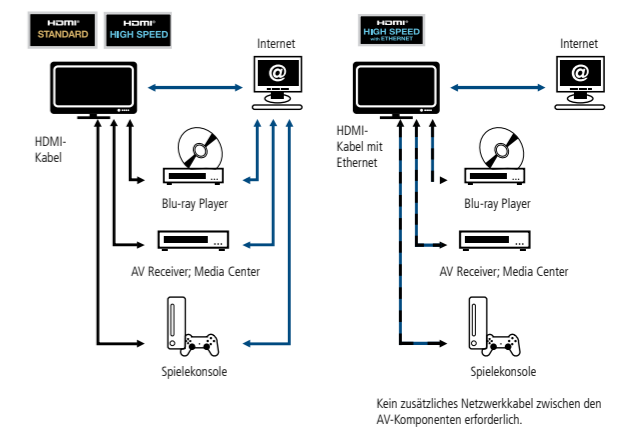 HDMI®
STANDARD
HDMI®
HIGH SPEED
Internet
@
HDMI-
Kabel
Blu-ray Player
AV Receiver; Media Center
Spielekonsole
HDMI®
HIGH SPEED
with ETHERNET
Internet
@
HDMI-
Kabel mit
Ethernet
Blu-ray Player
AV Receiver; Media Center
Spielekonsole
Kein zusätzliches Netzwerkkabel zwischen den
AV-Komponenten erforderlich.